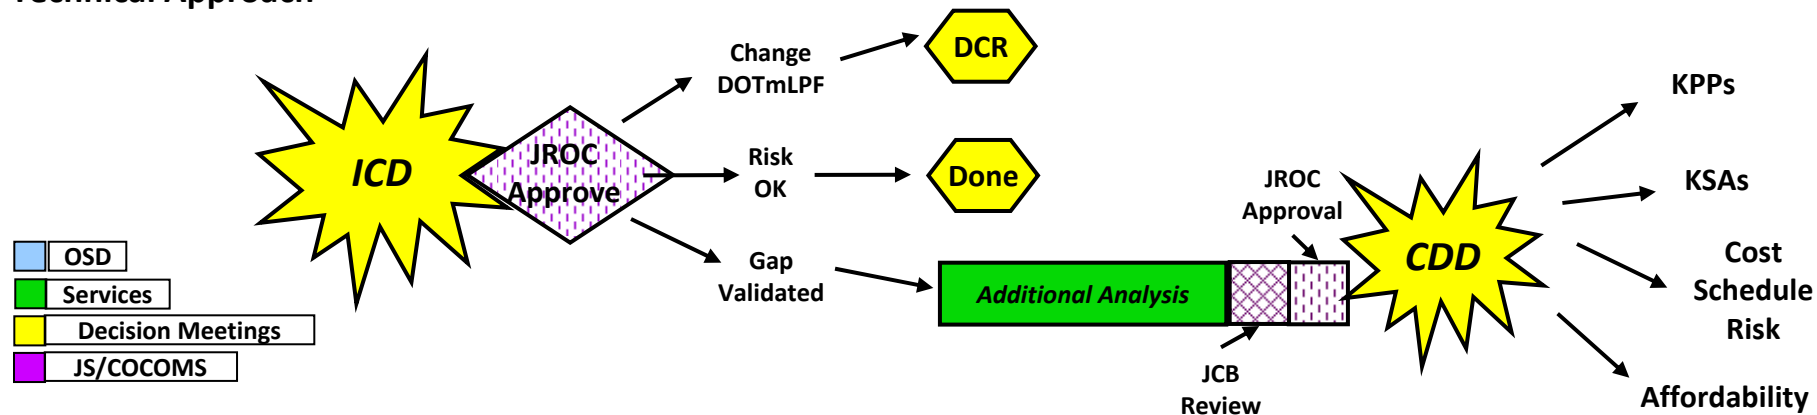 Technical Approach
ICD
JROC
Approve
Change
DOTmLPF
DCR
Risk
OK
Done
Gap
Validated
Additional Analysis
JROC
Approval
JCB
Review
CDD
KPPs
KSAs
Cost
Schedule
Risk
Affordability
OSD
Services
Decision Meetings
JS/COCOMS